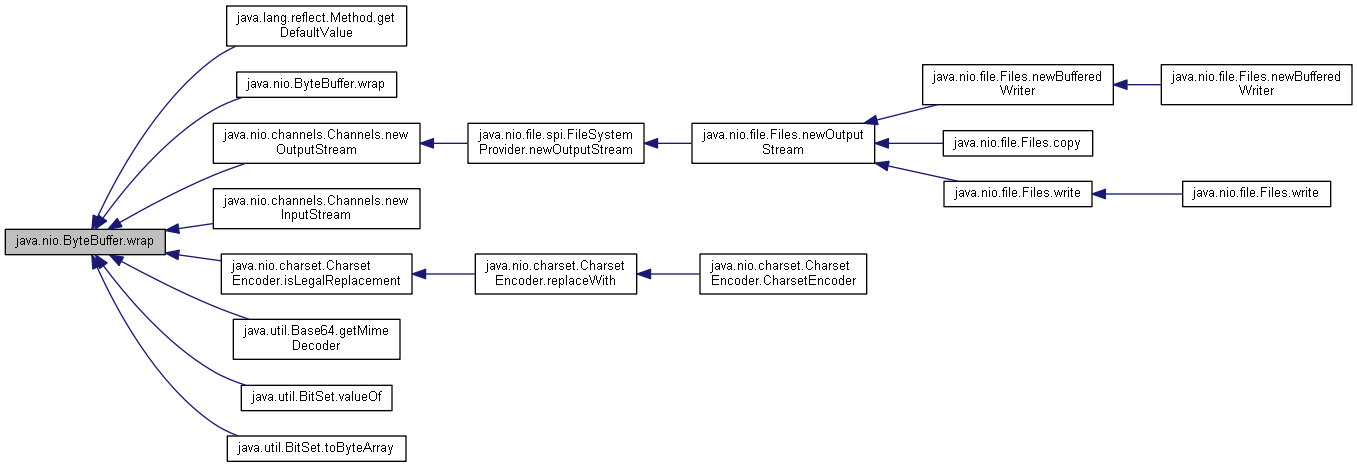 java.lang.reflect.Method.get
DefaultValue
java.nio.ByteBuffer.wrap
java.nio.channels.Channels.new
OutputStream
java.nio.channels.Channels.new
InputStream
java.nio.ByteBuffer.wrap
java.nio.charset.Charset
Encoder.isLegalReplacement
java.util.Base64.getMime
Decoder
java.util.BitSet.valueOf
java.util.BitSet.toByteArray
java.nio.file.spi.FileSystem
Provider.newOutputStream
java.nio.charset.Charset
Encoder.replaceWith
java.nio.file.Files.newOutput
Stream
java.nio.charset.Charset
Encoder.CharsetEncoder
java.nio.file.Files.newBuffered
Writer
java.nio.file.Files.copy
java.nio.file.Files.write
java.nio.file.Files.newBuffered
Writer
java.nio.file.Files.write